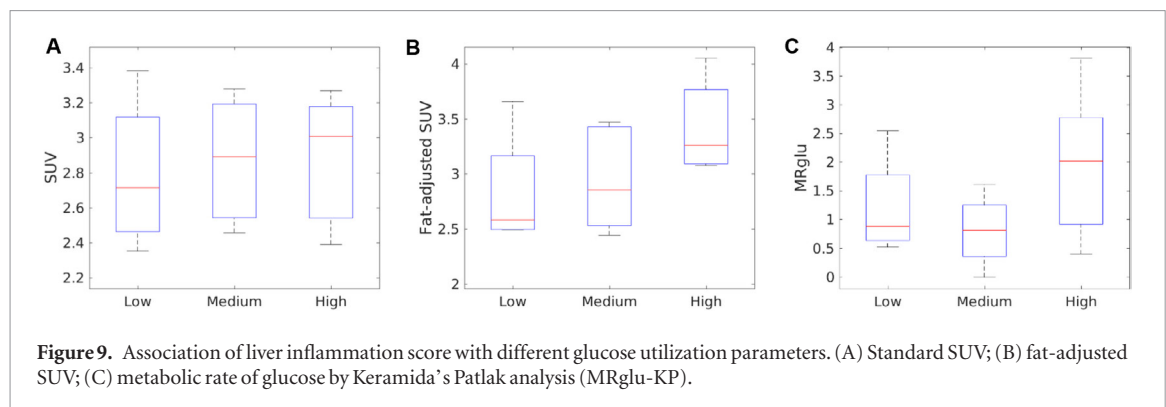 A
3.4
3.2
3
2.8
2.6
2.4
2.2
SUV
Low Medium High
B
4
3.5
3
2.5
2
Fat-adjusted SUV
Low Medium High
C
4
3.5
3
2.5
2
1.5
1
0.5
0
MRglu
Low Medium High
Figure 9. Association of liver inflammation score with different glucose utilization parameters. (A) Standard SUV; (B) fat-adjusted
SUV; (C) metabolic rate of glucose by Keramida's Patlak analysis (MRglu-KP).